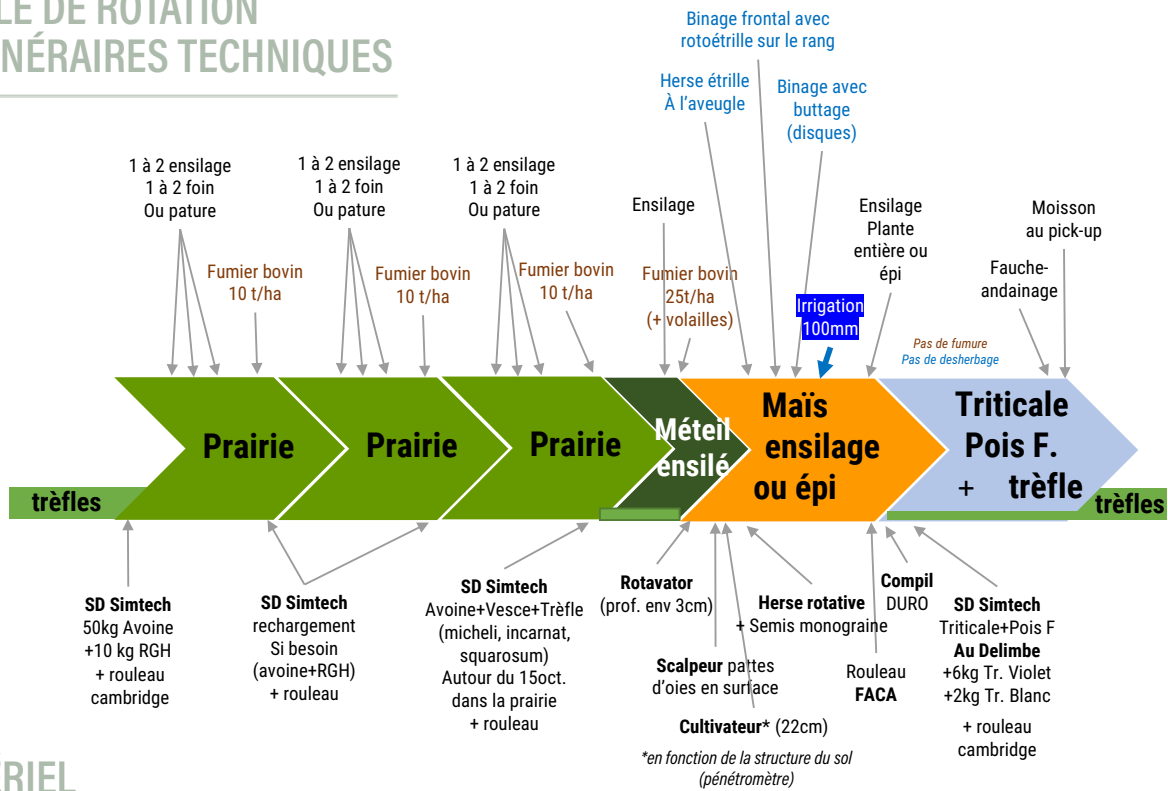 LE DE ROTATION
NÉRAIRES TECHNIQUES
Binage frontal avec
rotoétrille sur le rang
Herse étrille
À l'aveugle
Binage avec
buttage
(disques)
1 à 2 ensilage
1 à 2 foin
Ou pature
1 à 2 ensilage
1 à 2 foin
Ou pature
1 à 2 ensilage
1 à 2 foin
Ou pature
Ensilage
Ensilage
Plante
entière ou
épi
Moisson
au pick-up
Fumier bovin
10 t/ha
Fumier bovin
10 t/ha
Fumier bovin
10 t/ha
Fumier bovin
25t/ha
(+ volailles)
Irrigation
100mm
Fauche-
andainage
Pas de fumure
Pas de desherbage
Prairie
Prairie
Prairie
Méteil
ensilé
Maïs
ensilage
ou épi
Triticale
Pois F.
+ trèfle
trèfles
trèfles
SD Simtech
50kg Avoine
+10 kg RGH
+ rouleau
cambridge
SD Simtech
rechargement
Si besoin
(avoine+RGH)
+ rouleau
SD Simtech
Avoine+Vesce+Trèfle
(micheli, incarnat,
squarosum)
Autour du 15oct.
dans la prairie
+ rouleau
Rotavator
(prof. env 3cm)
Scalpeur pattes
d'oies en surface
Cultivateur* (22cm)
*en fonction de la structure du sol
(pénétromètre)
Herse rotative
+ Semis monograine
Rouleau
FACA
Compil
DURO
SD Simtech
Triticale+Pois F
Au Delimbe
+6kg Tr. Violet
+2kg Tr. Blanc
+ rouleau
cambridge
ÉRIEL